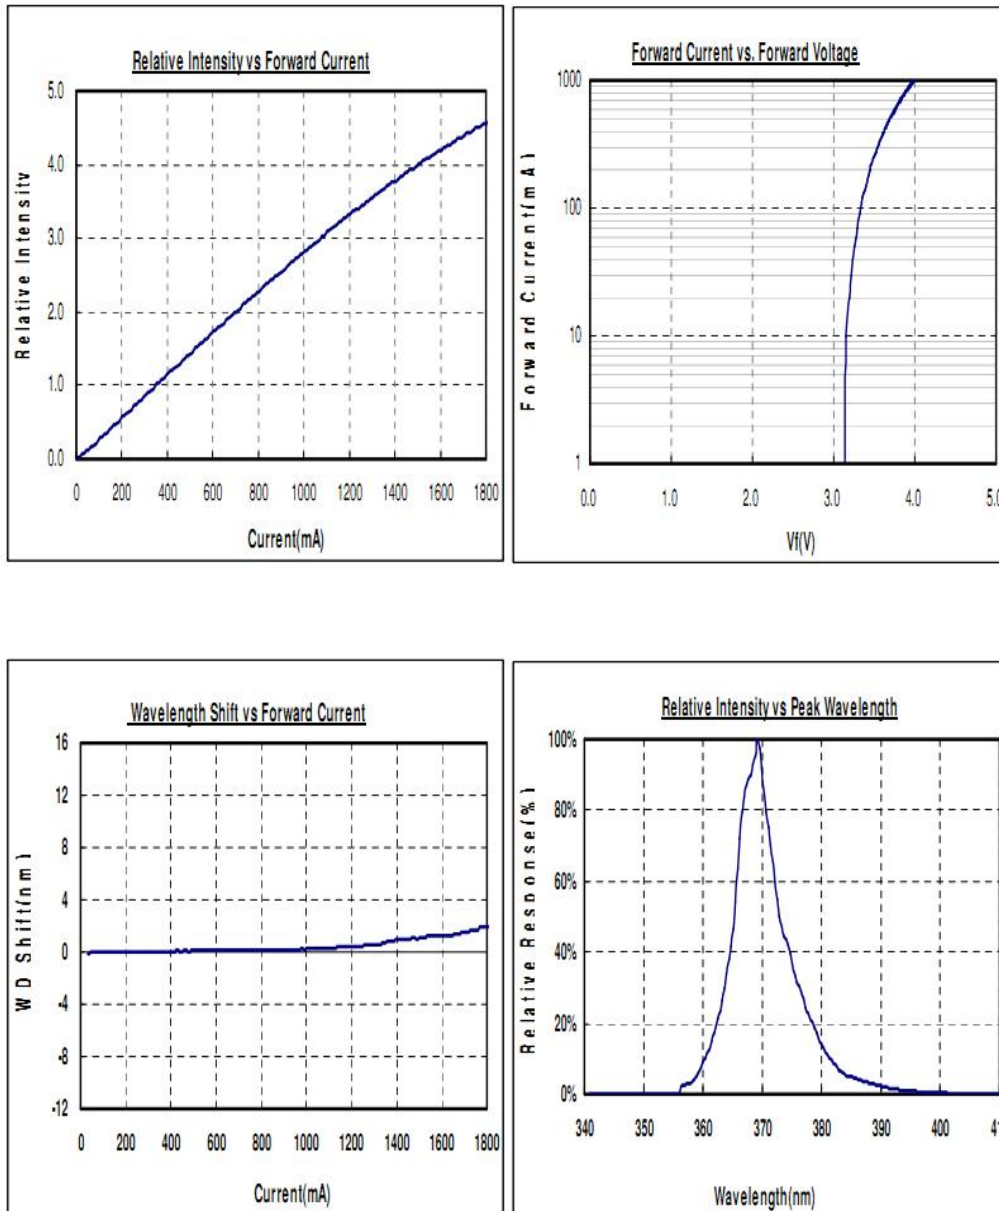 Relative Intensity vs Forward Current
5.0
4.0
3.0
2.0
1.0
0.0
Relative Intensity
0 200 400 600 800 1000 1200 1400 1600 1800
Current(mA)
Forward Current vs. Forward Voltage
1000
100
10
1
Forward Current(mA)
0.0 1.0 2.0 3.0 4.0 5.0
Vf(V)
Wavelength Shift vs Forward Current
16
12
8
4
0
-4
-8
-12
WD Shift(nm)
0 200 400 600 800 1000 1200 1400 1600 1800
Current(mA)
Relative Intensity vs Peak Wavelength
100%
80%
60%
40%
20%
0%
Relative Response(%)
340 350 360 370 380 390 400
Wavelength(nm)